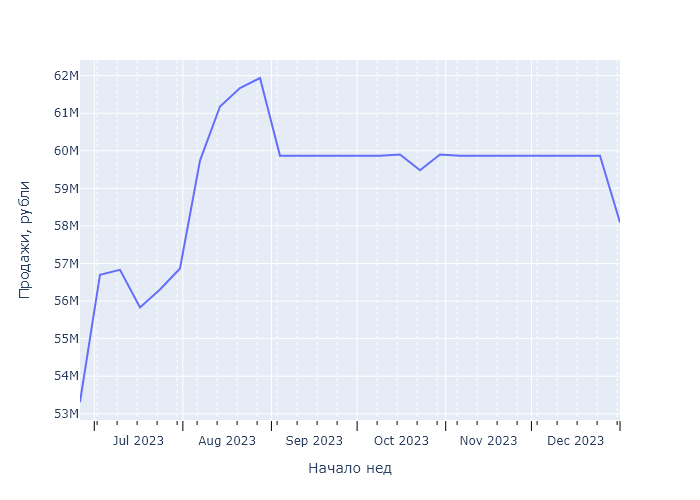 62M
61M
60M
59M
58M
57M
56M
55M
54M
53M
Продажи, рубли
Jul 2023
Aug 2023
Sep 2023
Oct 2023
Nov 2023
Dec 2023
Начало нед